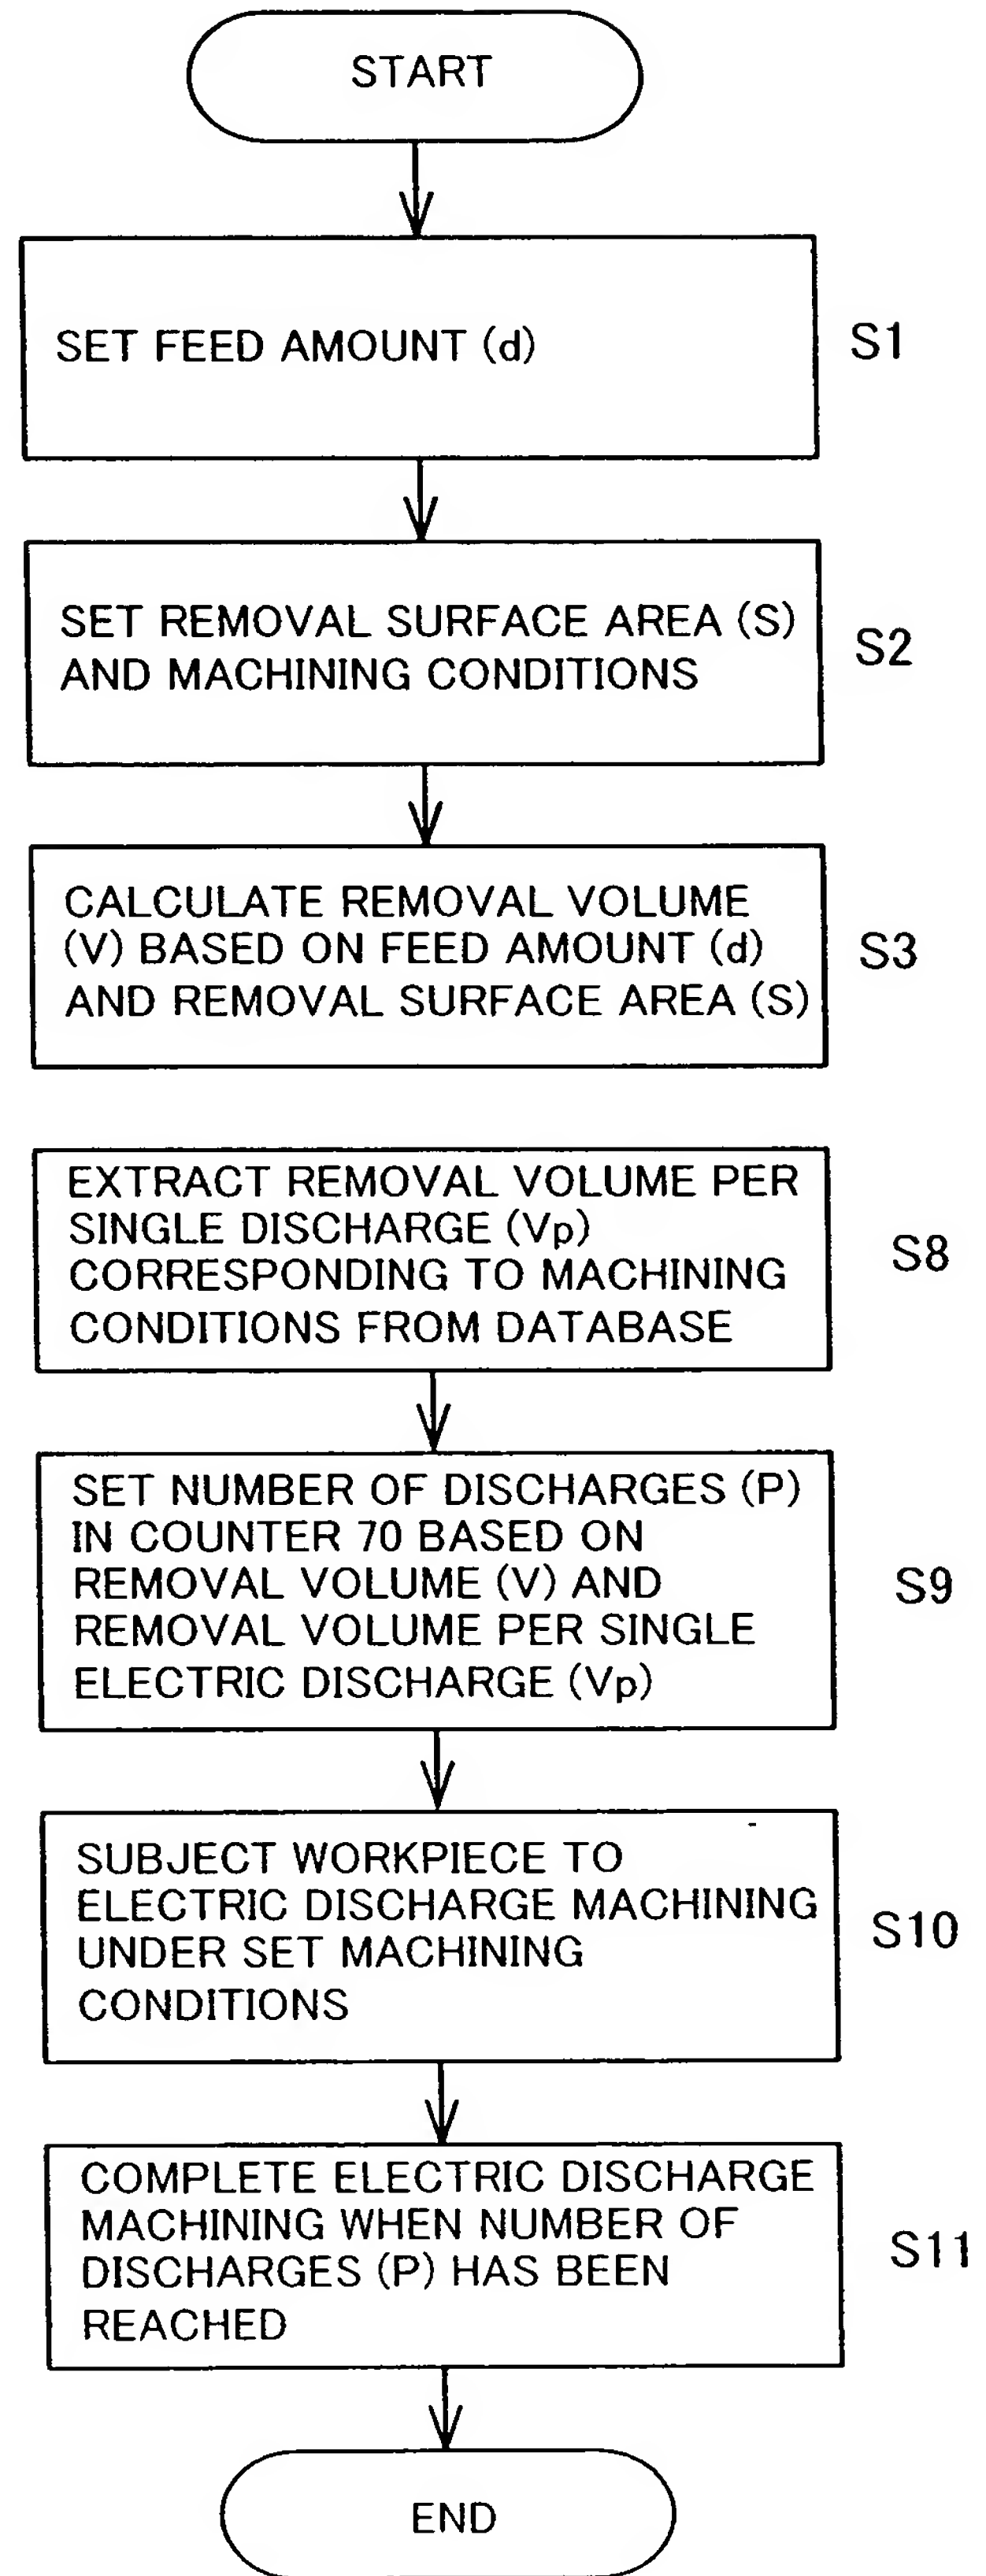 START
SET FEED AMOUNT (d)
S1
SET REMOVAL SURFACE AREA (S)
AND MACHINING CONDITIONS
S2
CALCULATE REMOVAL VOLUME
(V) BASED ON FEED AMOUNT (d)
AND REMOVAL SURFACE AREA (S)
S3
EXTRACT REMOVAL VOLUME PER
SINGLE DISCHARGE (Vp)
CORRESPONDING TO MACHINING
CONDITIONS FROM DATABASE
S8
SET NUMBER OF DISCHARGES (P)
IN COUNTER 70 BASED ON
REMOVAL VOLUME (V) AND
REMOVAL VOLUME PER SINGLE
ELECTRIC DISCHARGE (Vp)
S9
SUBJECT WORKPIECE TO
ELECTRIC DISCHARGE MACHINING
UNDER SET MACHINING
CONDITIONS
S10
COMPLETE ELECTRIC DISCHARGE
MACHINING WHEN NUMBER OF
DISCHARGES (P) HAS BEEN
REACHED
S11
END